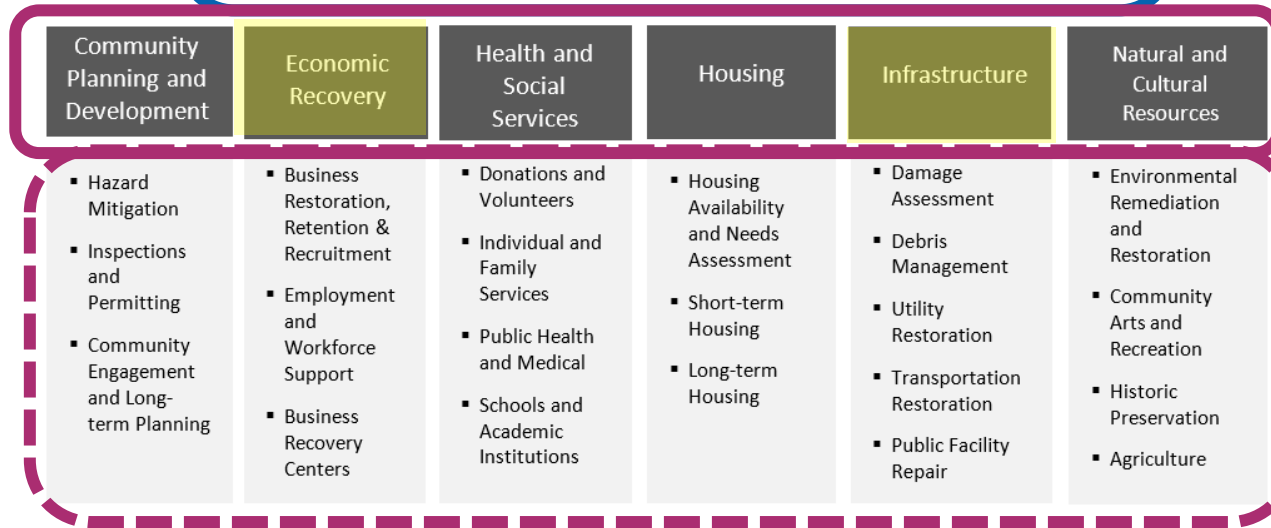 Community
Planning and
Development
Economic
Recovery
Health and
Social
Services
Housing
Infrastructure
Natural and
Cultural
Resources
▪ Hazard
Mitigation
▪ Inspections
and
Permitting
▪ Community
Engagement
and Long-
term Planning
▪ Business
Restoration,
Retention &
Recruitment
▪ Employment
and
Workforce
Support
▪ Business
Recovery
Centers
▪ Donations and
Volunteers
▪ Individual and
Family
Services
▪ Public Health
and Medical
▪ Schools and
Academic
Institutions
▪ Housing
Availability
and Needs
Assessment
▪ Short-term
Housing
▪ Long-term
Housing
▪ Damage
Assessment
▪ Debris
Management
▪ Utility
Restoration
▪ Transportation
Restoration
▪ Public Facility
Repair
▪ Environmental
Remediation
and
Restoration
▪ Community
Arts and
Recreation
▪ Historic
Preservation
▪ Agriculture